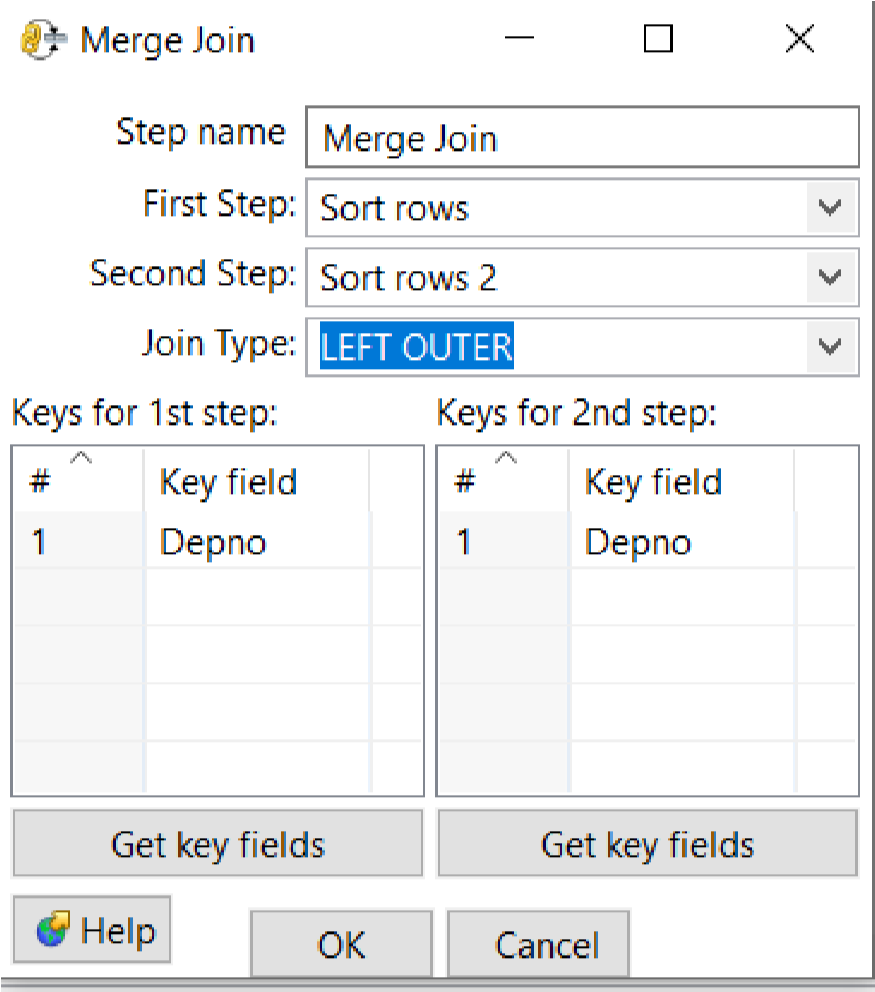 Merge Join
Step name Merge Join
First Step: Sort rows
Second Step: Sort rows 2
Join Type: LEFT OUTER
Keys for 1st step: Keys for 2nd step:
# Key field # Key field
1 Depno 1 Depno
Get key fields Get key fields
Help OK Cancel